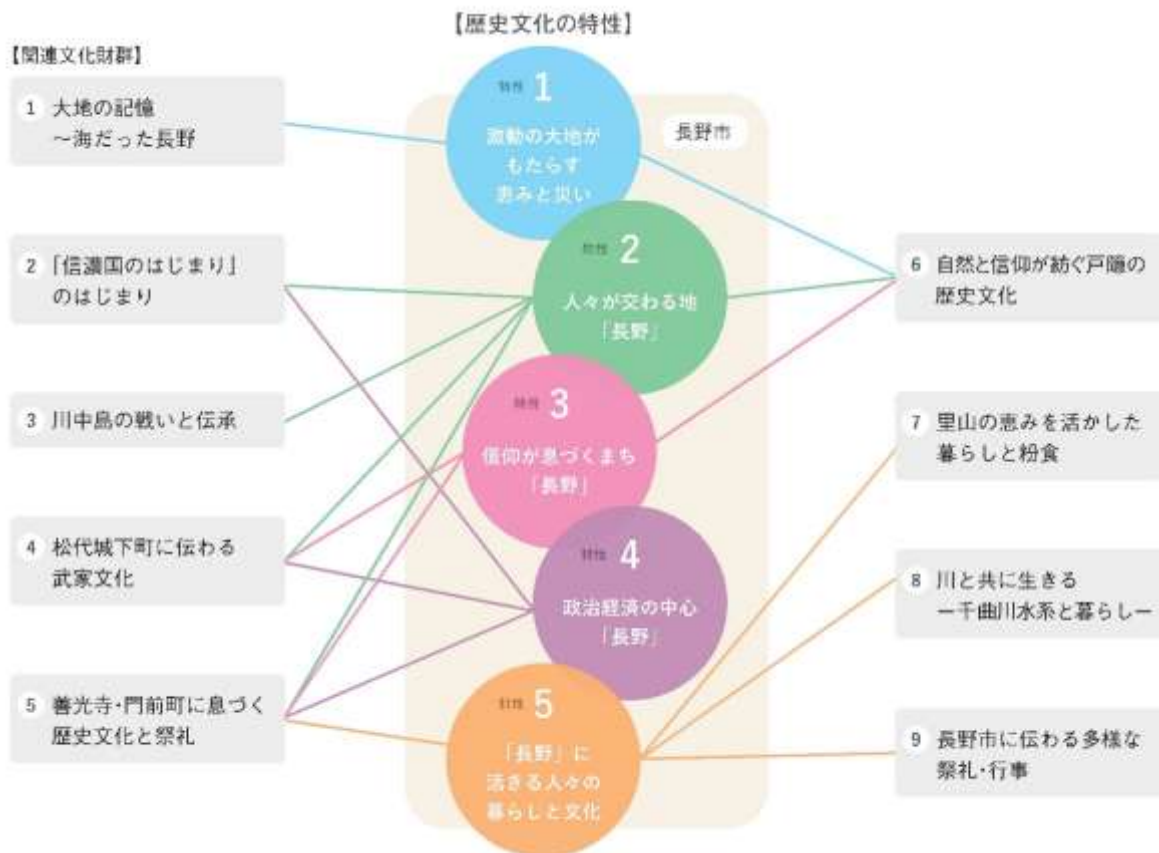 【歴史文化の特性】
【関連文化財群】
1 大地の記憶
～海だった長野
2 「信濃国のはじまり」
のはじまり
3 川中島の戦いと伝承
4 松代城下町に伝わる
武家文化
5 善光寺・門前町に息づく
歴史文化と祭礼
長野市
特性 1
激動の大地が
もたらす
恵みと災い
特性 2
人々が交わる地
「長野」
特性 3
信仰が息づくまち
「長野」
特性 4
政治経済の中心
「長野」
特性 5
「長野」に
活きる人々の
暮らしと文化
6 自然と信仰が紡ぐ戸隠の
歴史文化
7 里山の恵みを活かした
暮らしと粉食
8 川と共に生きる
ー千曲川水系と暮らしー
9 長野市に伝わる多様な
祭礼・行事